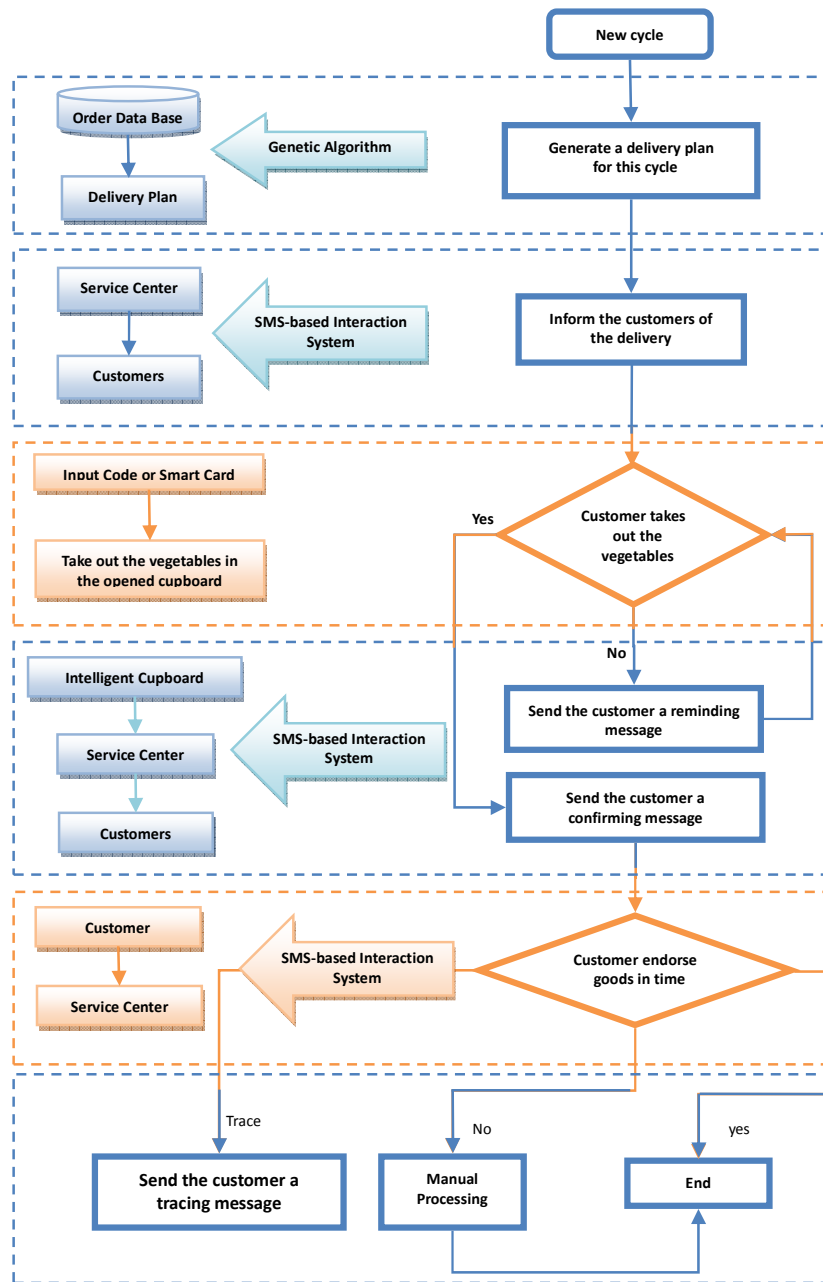 New cycle
Order Data Base
Genetic Algorithm
Generate a delivery plan
for this cycle
Delivery Plan
Service Center
SMS-based Interaction
System
Inform the customers of
the delivery
Customers
Input Code or Smart Card
Yes
Customer takes
out the
vegetables
Take out the vegetables in
the opened cupboard
No
Intelligent Cupboard
Send the customer a reminding
message
SMS-based Interaction
System
Service Center
Send the customer a
confirming message
Customers
Customer
SMS-based Interaction
System
Customer endorse
goods in time
Service Center
Trace
No
yes
Send the customer a
tracing message
Manual
Processing
End